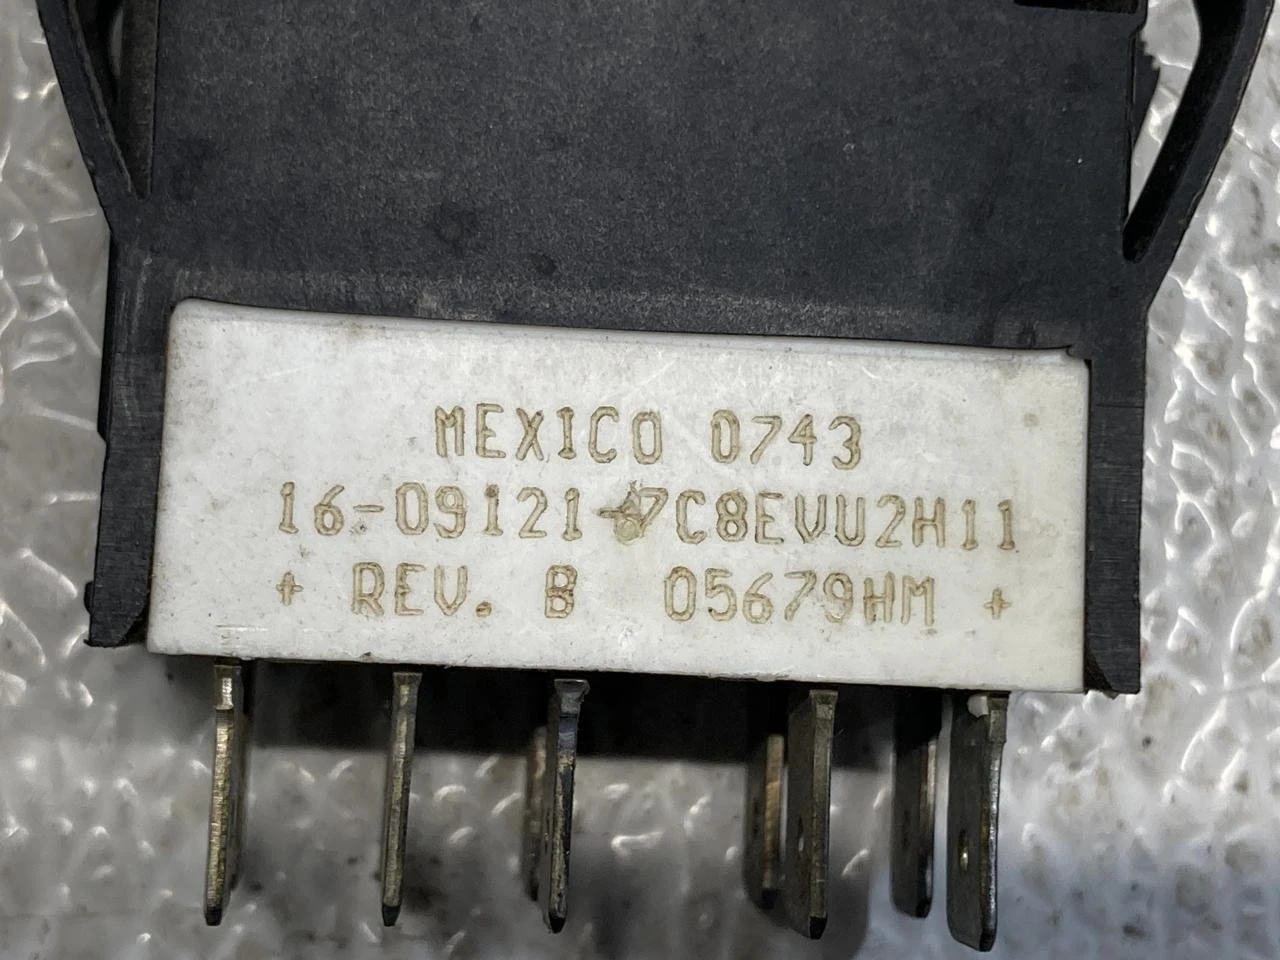 MEXICO 0743
16-09121-7C8EVU2H11
+ REV. B 05679HM +